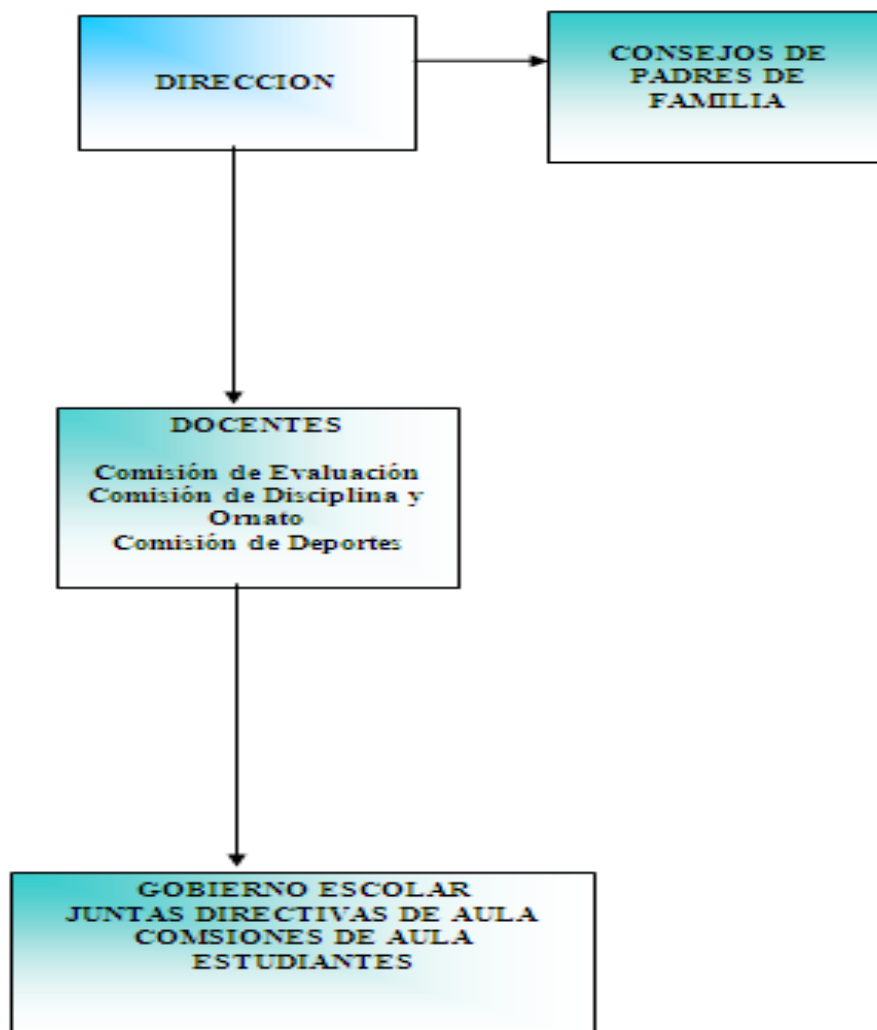 DIRECCION
CONSEJOS DE
PADRES DE
FAMILIA
DOCENTES
Comisión de Evaluación
Comisión de Disciplina y
Ornato
Comisión de Deportes
GOBIERNO ESCOLAR
JUNTAS DIRECTIVAS DE AULA
COMSIONES DE AULA
ESTUDIANTES